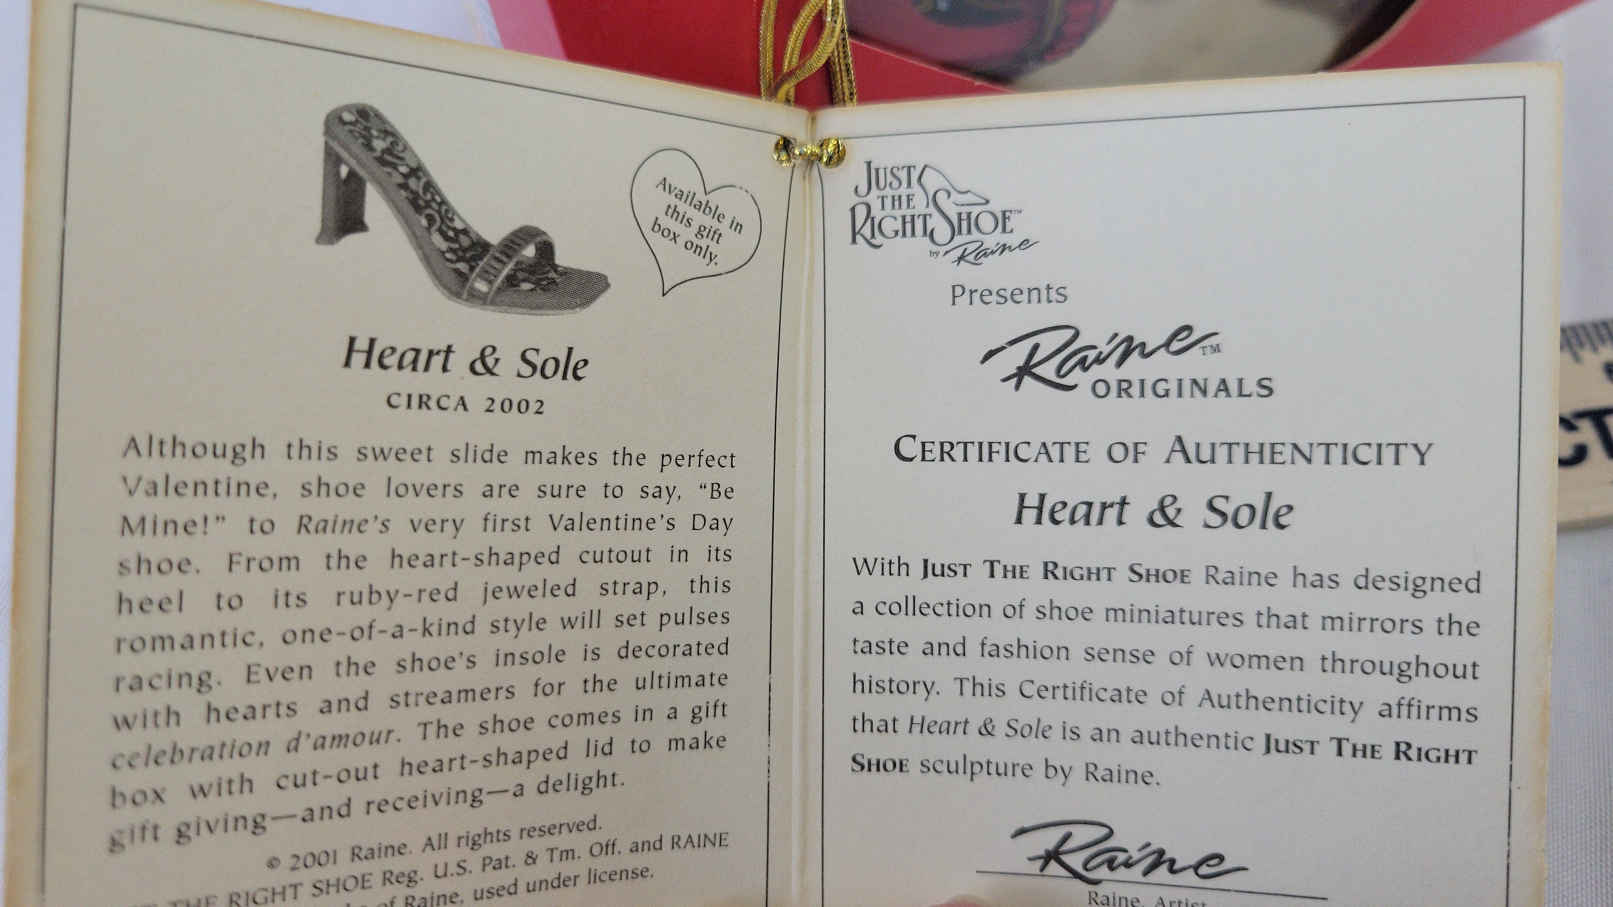 Available in
this gift
box only.
Heart & Sole
CIRCA 2002
Although this sweet slide makes the perfect
Valentine, shoe lovers are sure to say, “Be
Mine!” to Raine’s very first Valentine’s Day
shoe. From the heart-shaped cutout in its
heel to its ruby-red jeweled strap, this
romantic, one-of-a-kind style will set pulses
racing. Even the shoe’s insole is decorated
with hearts and streamers for the ultimate
celebration d’amour. The shoe comes in a gift
box with cut-out heart-shaped lid to make
gift giving—and receiving—a delight.
© 2001 Raine. All rights reserved.
THE RIGHT SHOE Reg. U.S. Pat. & Tm. Off. and RAINE
of Raine, used under license.
JUST
THE
RIGHT SHOE™
by Raine
Presents
Raine™
ORIGINALS
CERTIFICATE OF AUTHENTICITY
Heart & Sole
With JUST THE RIGHT SHOE Raine has designed
a collection of shoe miniatures that mirrors the
taste and fashion sense of women throughout
history. This Certificate of Authenticity affirms
that Heart & Sole is an authentic JUST THE RIGHT
SHOE sculpture by Raine.
Raine
Raine, Artist
CT